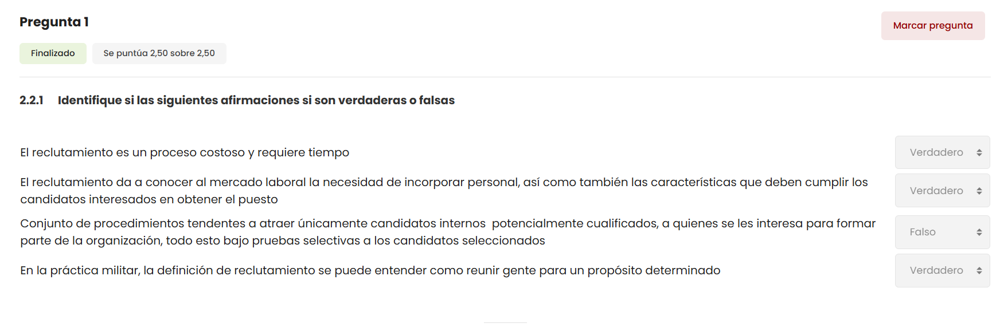 Pregunta 1
Marcar pregunta
Finalizado
Se puntúa 2,50 sobre 2,50
2.2.1 Identifique si las siguientes afirmaciones si son verdaderas o falsas
El reclutamiento es un proceso costoso y requiere tiempo
Verdadero
El reclutamiento da a conocer al mercado laboral la necesidad de incorporar personal, así como también las características que deben cumplir los
candidatos interesados en obtener el puesto
Verdadero
Conjunto de procedimientos tendentes a atraer únicamente candidatos internos  potencialmente cualificados, a quienes se les interesa para formar
parte de la organización, todo esto bajo pruebas selectivas a los candidatos seleccionados
Falso
En la práctica militar, la definición de reclutamiento se puede entender como reunir gente para un propósito determinado
Verdadero